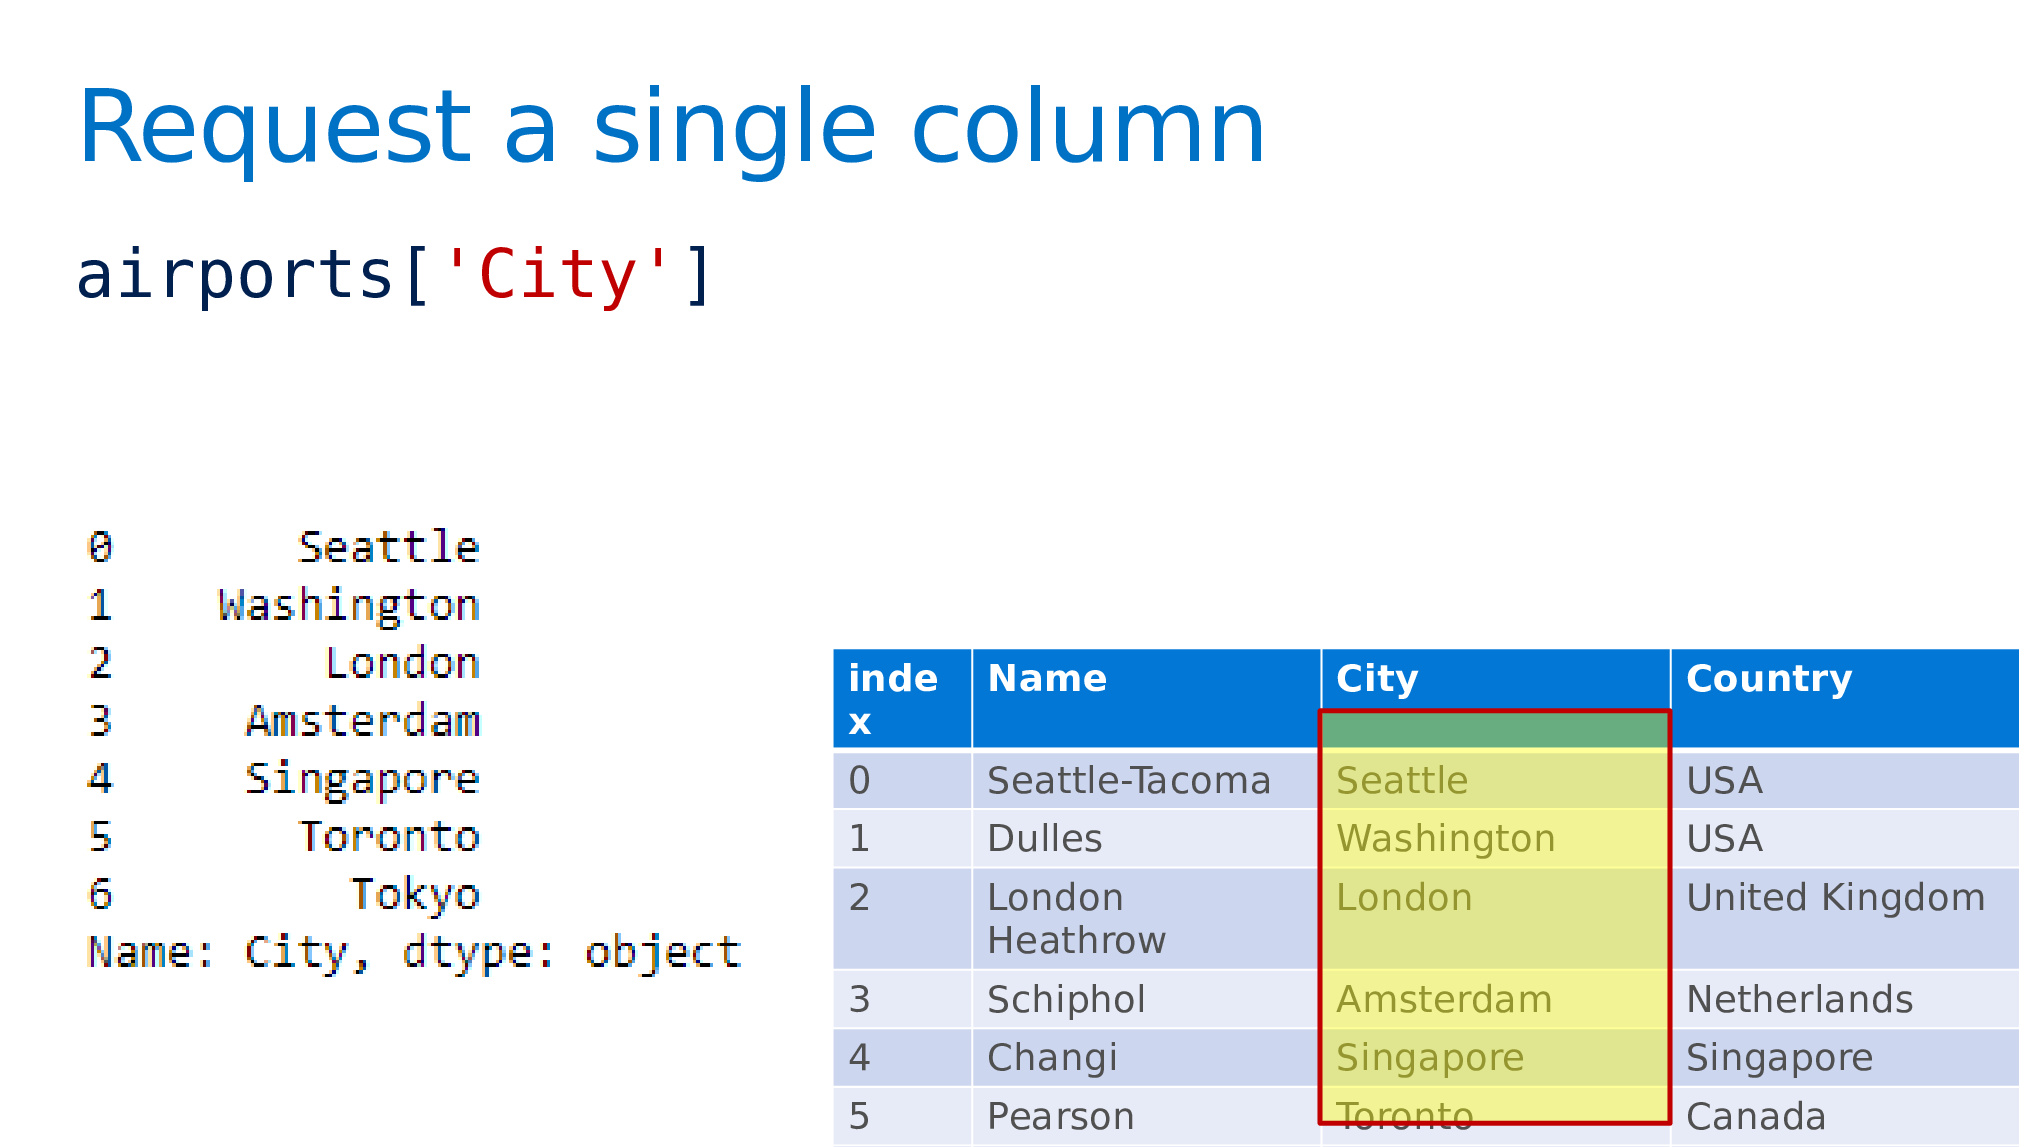 Request a single column
airports['City']
0 Seattle
1 Washington
2 London
3 Amsterdam
4 Singapore
5 Toronto
6 Tokyo
Name: City, dtype: object
inde
x Name City Country
0 Seattle-Tacoma Seattle USA
1 Dulles Washington USA
2 London
Heathrow London United Kingdom
3 Schiphol Amsterdam Netherlands
4 Changi Singapore Singapore
5 Pearson Toronto Canada